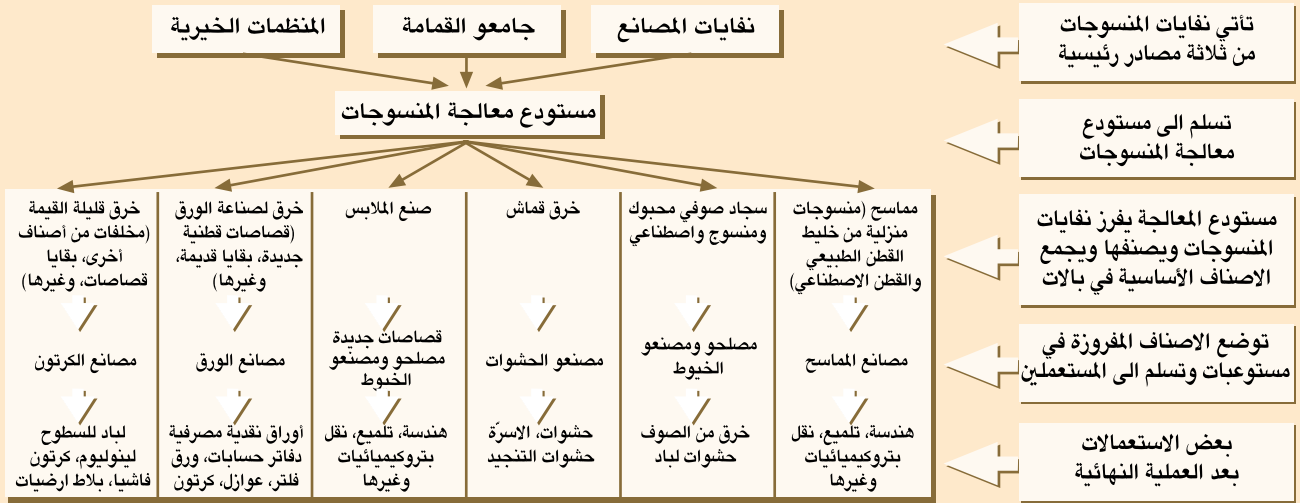 تأتي نفايات المنسوجات
من ثلاثة مصادر رئيسية
نفايات المصانع
جامعو القمامة
المنظمات الخيرية
تسلم الى مستودع
معالجة المنسوجات
مستودع معالجة المنسوجات
مستودع المعالجة يفرز نفايات
المنسوجات ويصنفها ويجمع
الاصناف الأساسية في بالات
مماسح (منسوجات
منزلية من خليط
القطن الطبيعي
والقطن الاصطناعي)
سجاد صوفي محبوك
ومنسوج واصطناعي
خرق قماش
صنع الملابس
خرق لصناعة الورق
(قصاصات قطنية
جديدة، بقايا قديمة،
وغيرها)
خرق قليلة القيمة
(مخلفات من أصناف
أخرى، بقايا
قصاصات، وغيرها)
توضع الاصناف المفروزة في
مستوعبات وتسلم الى المستعملين
مصانع المماسح
مصلحو ومصنعو
الخيوط
مصنعو الحشوات
قصاصات جديدة
مصلحو ومصنعو
الخيوط
مصانع الورق
مصانع الكرتون
بعض الاستعمالات
بعد العملية النهائية
هندسة، تلميع، نقل
بتروكيميائيات
وغيرها
خرق من الصوف
حشوات لباد
حشوات، الاسرّة
حشوات التنجيد
هندسة، تلميع، نقل
بتروكيميائيات
وغيرها
أوراق نقدية مصرفية
دفاتر حسابات، ورق
فلتر، عوازل، كرتون
لباد للسطوح
لينوليوم، كرتون
فاشيا، بلاط ارضيات